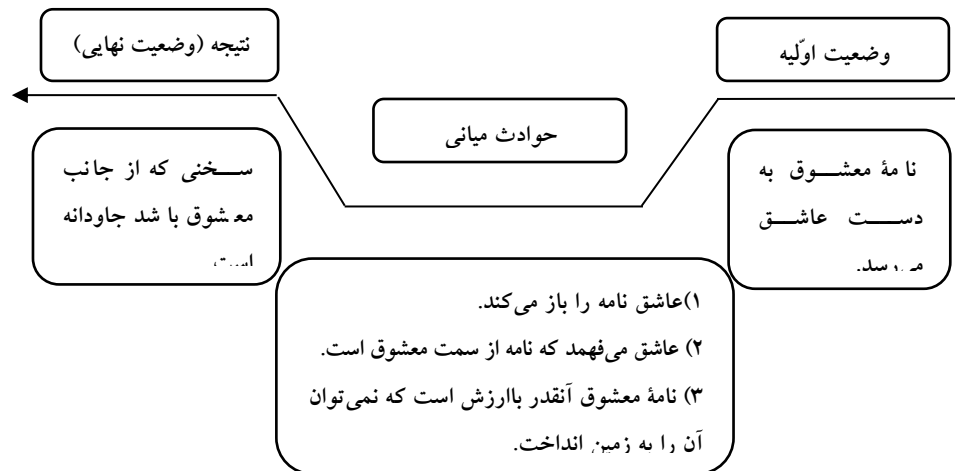 وضعیت اوّلیه
نامهٔ معشوق به
دست عاشق
می‌رسد.
حوادث میانی
۱)عاشق نامه را باز می‌کند.
۲) عاشق می‌فهمد که نامه از سمت معشوق است.
۳) نامهٔ معشوق آنقدر باارزش است که نمی‌توان
آن را به زمین انداخت.
نتیجه (وضعیت نهایی)
سخنی که از جانب
معشوق با شد جاودانه
است